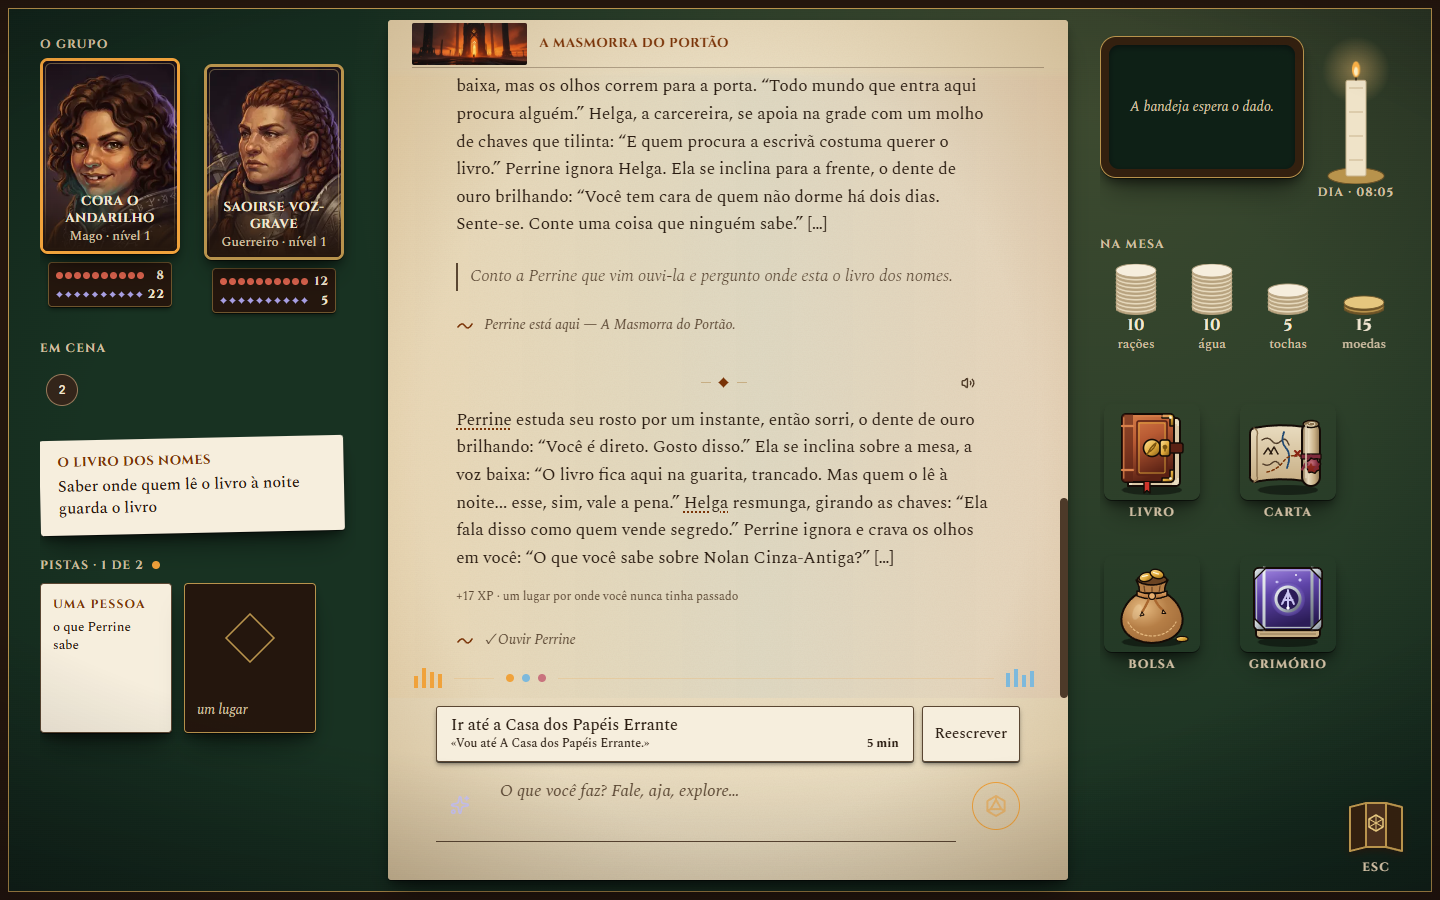 O GRUPO
CORA O
ANDARILHO
Mago · nível 1
8
22
SAOIRSE VOZ-
GRAVE
Guerreiro · nível 1
12
5
EM CENA
2
O LIVRO DOS NOMES
Saber onde quem lê o livro à noite
guarda o livro
PISTAS · 1 DE 2
UMA PESSOA
o que Perrine
sabe
um lugar
A MASMORRA DO PORTÃO
baixa, mas os olhos correm para a porta. “Todo mundo que entra aqui
procura alguém.” Helga, a carcereira, se apoia na grade com um molho
de chaves que tilinta: “E quem procura a escrivã costuma querer o
livro.” Perrine ignora Helga. Ela se inclina para a frente, o dente de
ouro brilhando: “Você tem cara de quem não dorme há dois dias.
Sente-se. Conte uma coisa que ninguém sabe.” [...]
Conto a Perrine que vim ouvi-la e pergunto onde esta o livro dos nomes.
Perrine está aqui — A Masmorra do Portão.
Perrine estuda seu rosto por um instante, então sorri, o dente de ouro
brilhando: “Você é direto. Gosto disso.” Ela se inclina sobre a mesa, a
voz baixa: “O livro fica aqui na guarita, trancado. Mas quem o lê à
noite... esse, sim, vale a pena.” Helga resmunga, girando as chaves: “Ela
fala disso como quem vende segredo.” Perrine ignora e crava os olhos
em você: “O que você sabe sobre Nolan Cinza-Antiga?” [...]
+17 XP · um lugar por onde você nunca tinha passado
✓Ouvir Perrine
Ir até a Casa dos Papéis Errante
«Vou até A Casa dos Papéis Errante.»
5 min
Reescrever
O que você faz? Fale, aja, explore...
A bandeja espera o dado.
DIA · 08:05
NA MESA
10
rações
10
água
5
tochas
15
moedas
LIVRO
CARTA
BOLSA
GRIMÓRIO
ESC